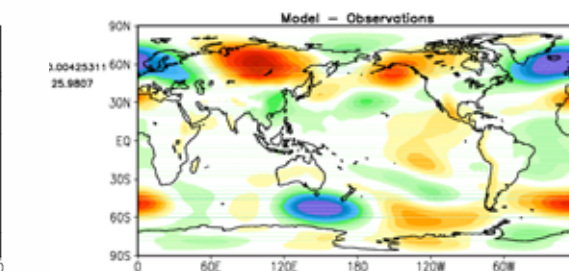 Model – Observations
90N
0.00425311 60N
25.9807
30N
EQ
30S
60S
90S
0 60E 120E 180 120W 60W